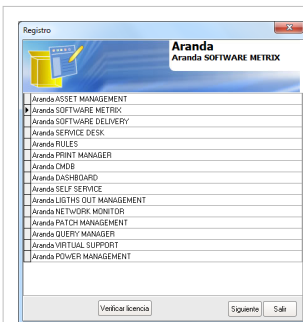 Registro
Aranda
Aranda SOFTWARE METRIX
Aranda ASSET MANAGEMENT
Aranda SOFTWARE METRIX
Aranda SOFTWARE DELIVERY
Aranda SERVICE DESK
Aranda RULES
Aranda PRINT MANAGER
Aranda CMDB
Aranda DASHBOARD
Aranda SELF SERVICE
Aranda LIGTHS OUT MANAGEMENT
Aranda NETWORK MONITOR
Aranda PATCH MANAGEMENT
Aranda QUERY MANAGER
Aranda VIRTUAL SUPPORT
Aranda POWER MANAGEMENT
Verificar licencia Siguiente Salir